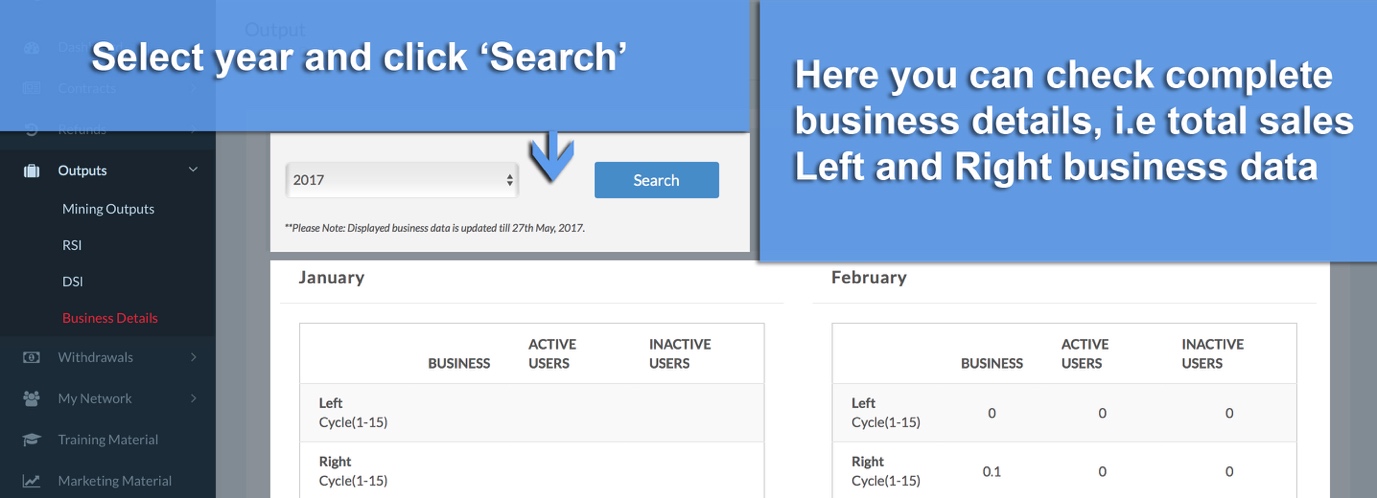 Output
Select year and click ‘Search’
Here you can check complete
business details, i.e total sales
Left and Right business data
Contracts
Refunds
Outputs
Mining Outputs
RSI
DSI
Business Details
Withdrawals
My Network
Training Material
Marketing Material
2017
Search
**Please Note: Displayed business data is updated till 27th May, 2017.
January
BUSINESS ACTIVE USERS INACTIVE USERS
Left
Cycle(1-15)
Right
Cycle(1-15)
February
BUSINESS ACTIVE USERS INACTIVE USERS
Left
Cycle(1-15) 0 0 0
Right
Cycle(1-15) 0.1 0 0